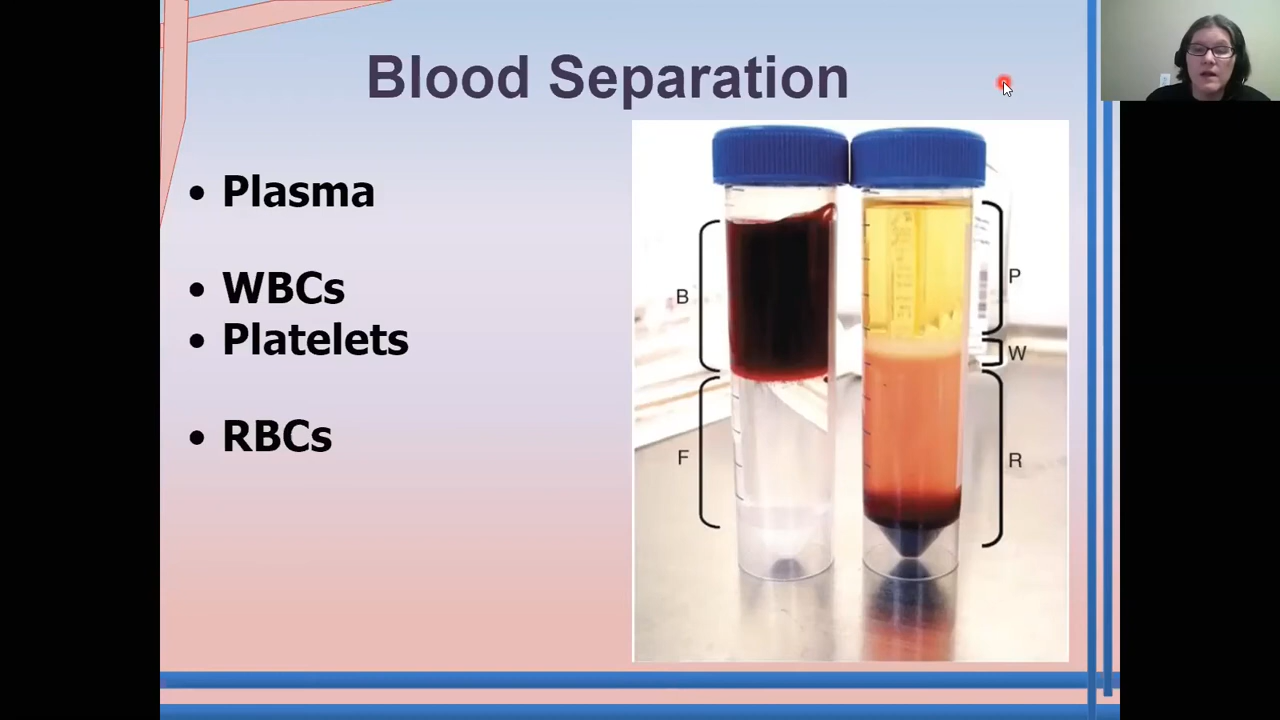 Blood Separation
• Plasma
• WBCs
• Platelets
• RBCs
B
F
P
W
R